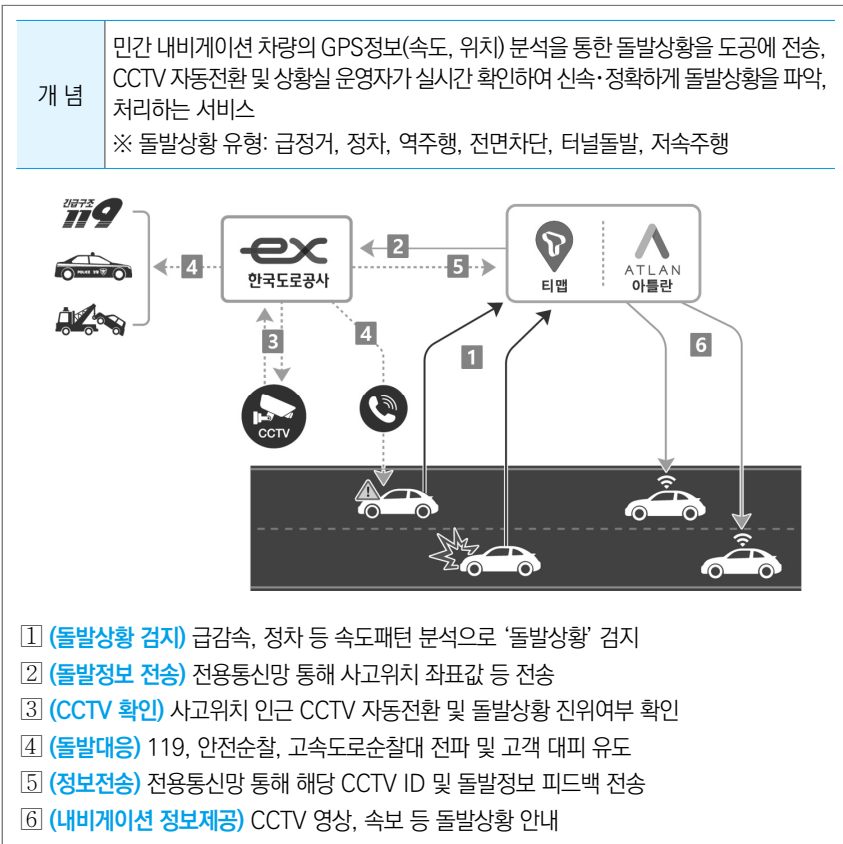 개 념
민간 내비게이션 차량의 GPS정보(속도, 위치) 분석을 통한 돌발상황을 도공에 전송,
CCTV 자동전환 및 상황실 운영자가 실시간 확인하여 신속·정확하게 돌발상황을 파악,
처리하는 서비스
※ 돌발상황 유형: 급정거, 정차, 역주행, 전면차단, 터널돌발, 저속주행
긴급구조
119
4
ex
한국도로공사
2
5
티맵
ATLAN
아틀란
3
4
1
6
CCTV
1 (돌발상황 검지) 급감속, 정차 등 속도패턴 분석으로 ‘돌발상황’ 검지
2 (돌발정보 전송) 전용통신망 통해 사고위치 좌표값 등 전송
3 (CCTV 확인) 사고위치 인근 CCTV 자동전환 및 돌발상황 진위여부 확인
4 (돌발대응) 119, 안전순찰, 고속도로순찰대 전파 및 고객 대피 유도
5 (정보전송) 전용통신망 통해 해당 CCTV ID 및 돌발정보 피드백 전송
6 (내비게이션 정보제공) CCTV 영상, 속보 등 돌발상황 안내